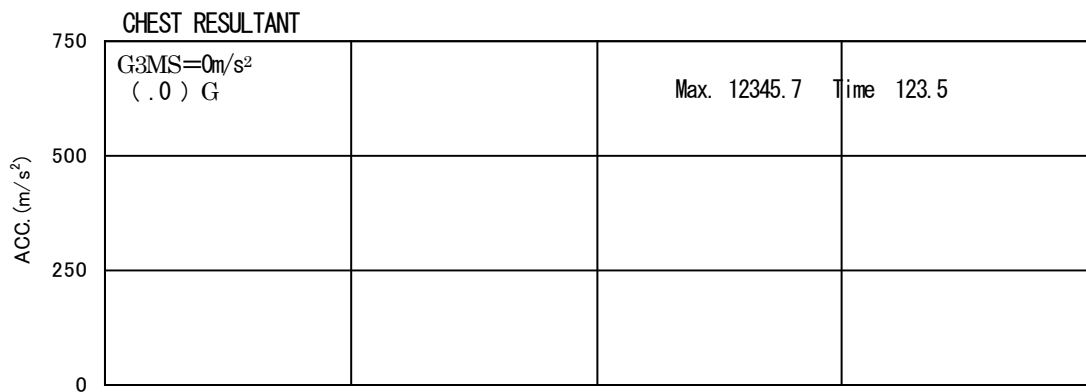 CHEST RESULTANT
750
G3MS=0m/s²
( .0 ) G
Max. 12345.7 Time 123.5
500
ACC.(m/s²)
250
0